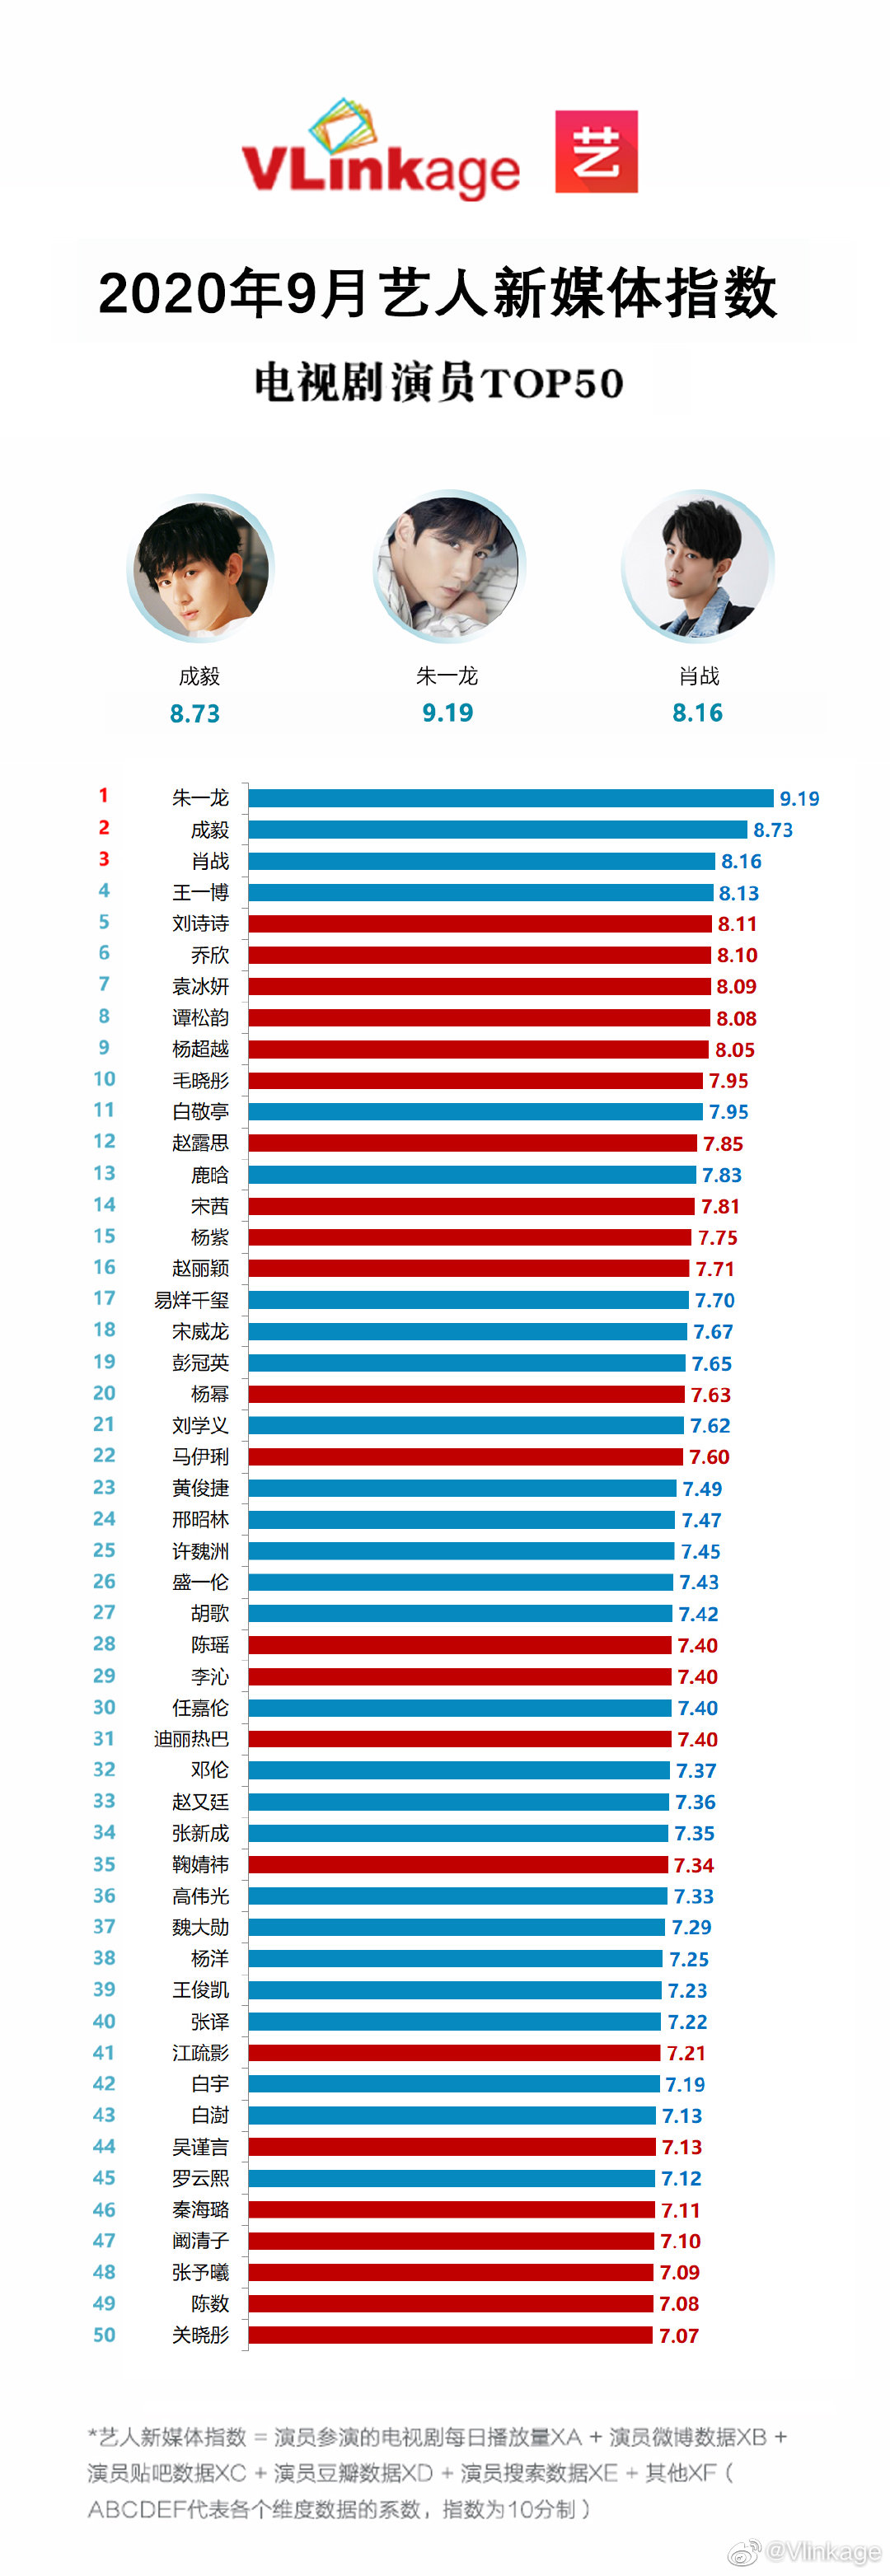 VLinkage 艺
2020年9月艺人新媒体指数
电视剧演员TOP50
成毅 朱一龙 肖战
8.73 9.19 8.16
1 朱一龙 9.19
2 成毅 8.73
3 肖战 8.16
4 王一博 8.13
5 刘诗诗 8.11
6 乔欣 8.10
7 袁冰妍 8.09
8 谭松韵 8.08
9 杨超越 8.05
10 毛晓彤 7.95
11 白敬亭 7.95
12 赵露思 7.85
13 鹿晗 7.83
14 宋茜 7.81
15 杨紫 7.75
16 赵丽颖 7.71
17 易烊千玺 7.70
18 宋威龙 7.67
19 彭冠英 7.65
20 杨幂 7.63
21 刘学义 7.62
22 马伊琍 7.60
23 黄俊捷 7.49
24 邢昭林 7.47
25 许魏洲 7.45
26 盛一伦 7.43
27 胡歌 7.42
28 陈瑶 7.40
29 李沁 7.40
30 任嘉伦 7.40
31 迪丽热巴 7.40
32 邓伦 7.37
33 赵又廷 7.36
34 张新成 7.35
35 鞠婧祎 7.34
36 高伟光 7.33
37 魏大勋 7.29
38 杨洋 7.25
39 王俊凯 7.23
40 张译 7.22
41 江疏影 7.21
42 白宇 7.19
43 白澍 7.13
44 吴谨言 7.13
45 罗云熙 7.12
46 秦海璐 7.11
47 阚清子 7.10
48 张予曦 7.09
49 陈数 7.08
50 关晓彤 7.07
*艺人新媒体指数 = 演员参演的电视剧每日播放量XA + 演员微博数据XB +
演员贴吧数据XC + 演员豆瓣数据XD + 演员搜索数据XE + 其他XF（
ABCDEF代表各个维度数据的系数，指数为10分制）
@Vlinkage